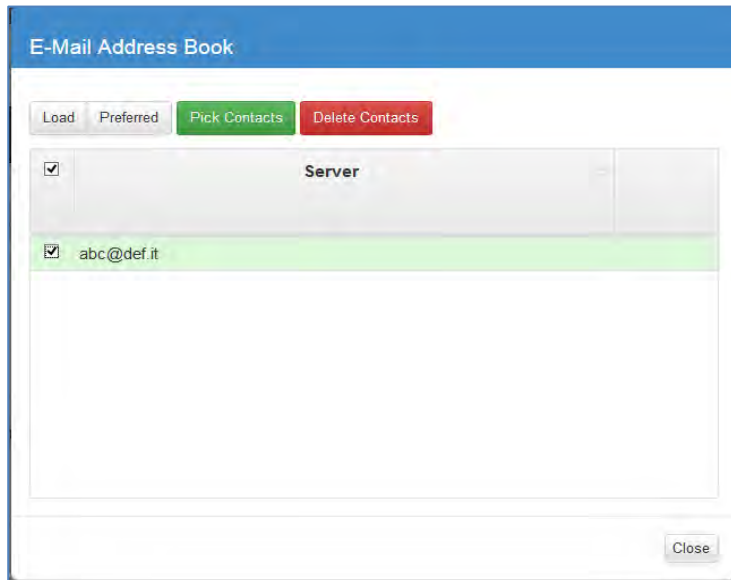 E-Mail Address Book
Load Preferred Pick Contacts Delete Contacts
Server
abc@def.it
Close